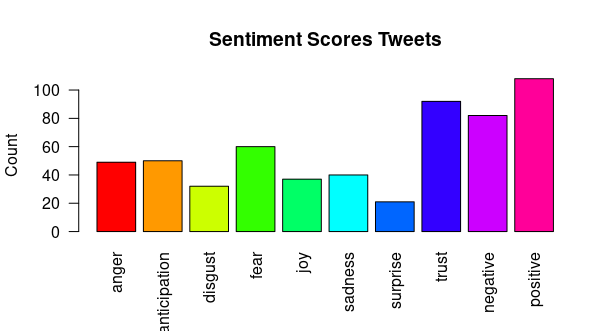 Sentiment Scores Tweets
Count
100
80
60
40
20
0
anger
anticipation
disgust
fear
joy
sadness
surprise
trust
negative
positive